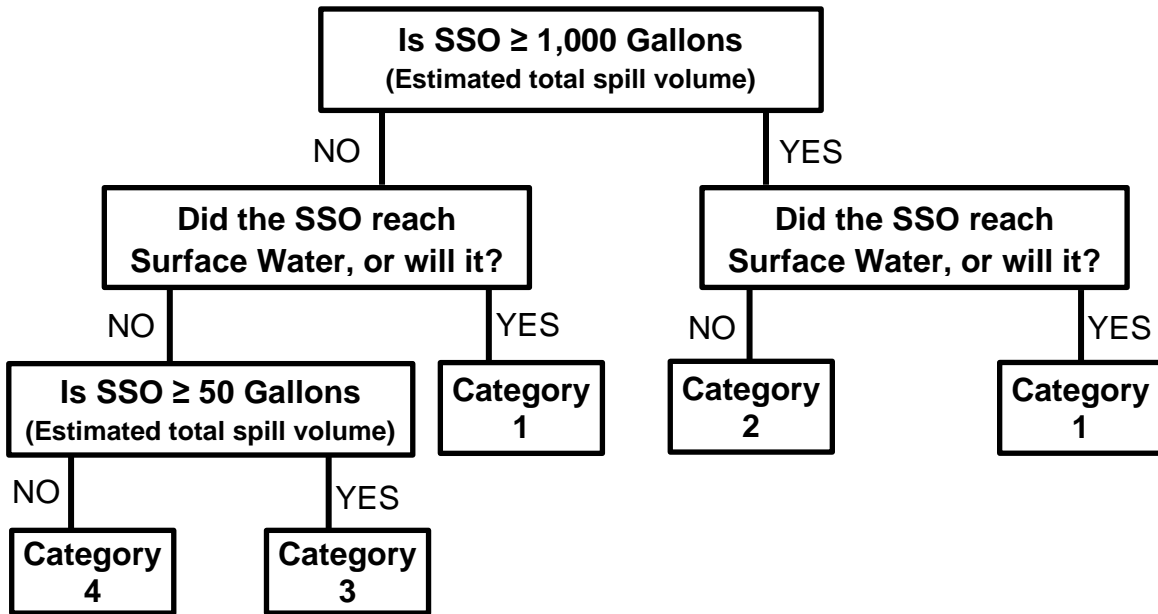 Is SSO ≥ 1,000 Gallons
(Estimated total spill volume)
NO
YES
Did the SSO reach
Surface Water, or will it?
Did the SSO reach
Surface Water, or will it?
NO
YES
NO
YES
Is SSO ≥ 50 Gallons
(Estimated total spill volume)
Category
1
Category
2
Category
1
NO
YES
Category
4
Category
3